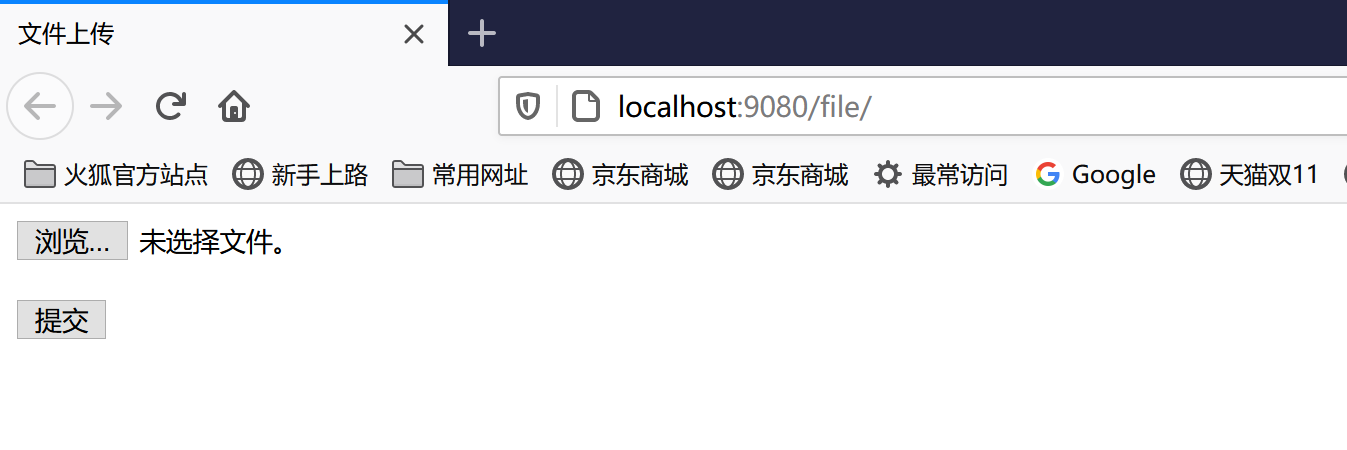 文件上传
localhost:9080/file/
火狐官方站点 新手上路 常用网址 京东商城 京东商城 最常访问 Google 天猫双11
浏览... 未选择文件。
提交